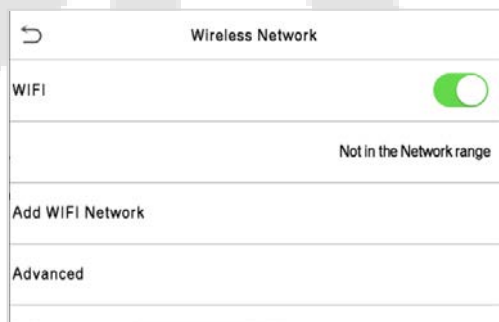 Wireless Network
WIFI
Not in the Network range
Add WIFI Network
Advanced